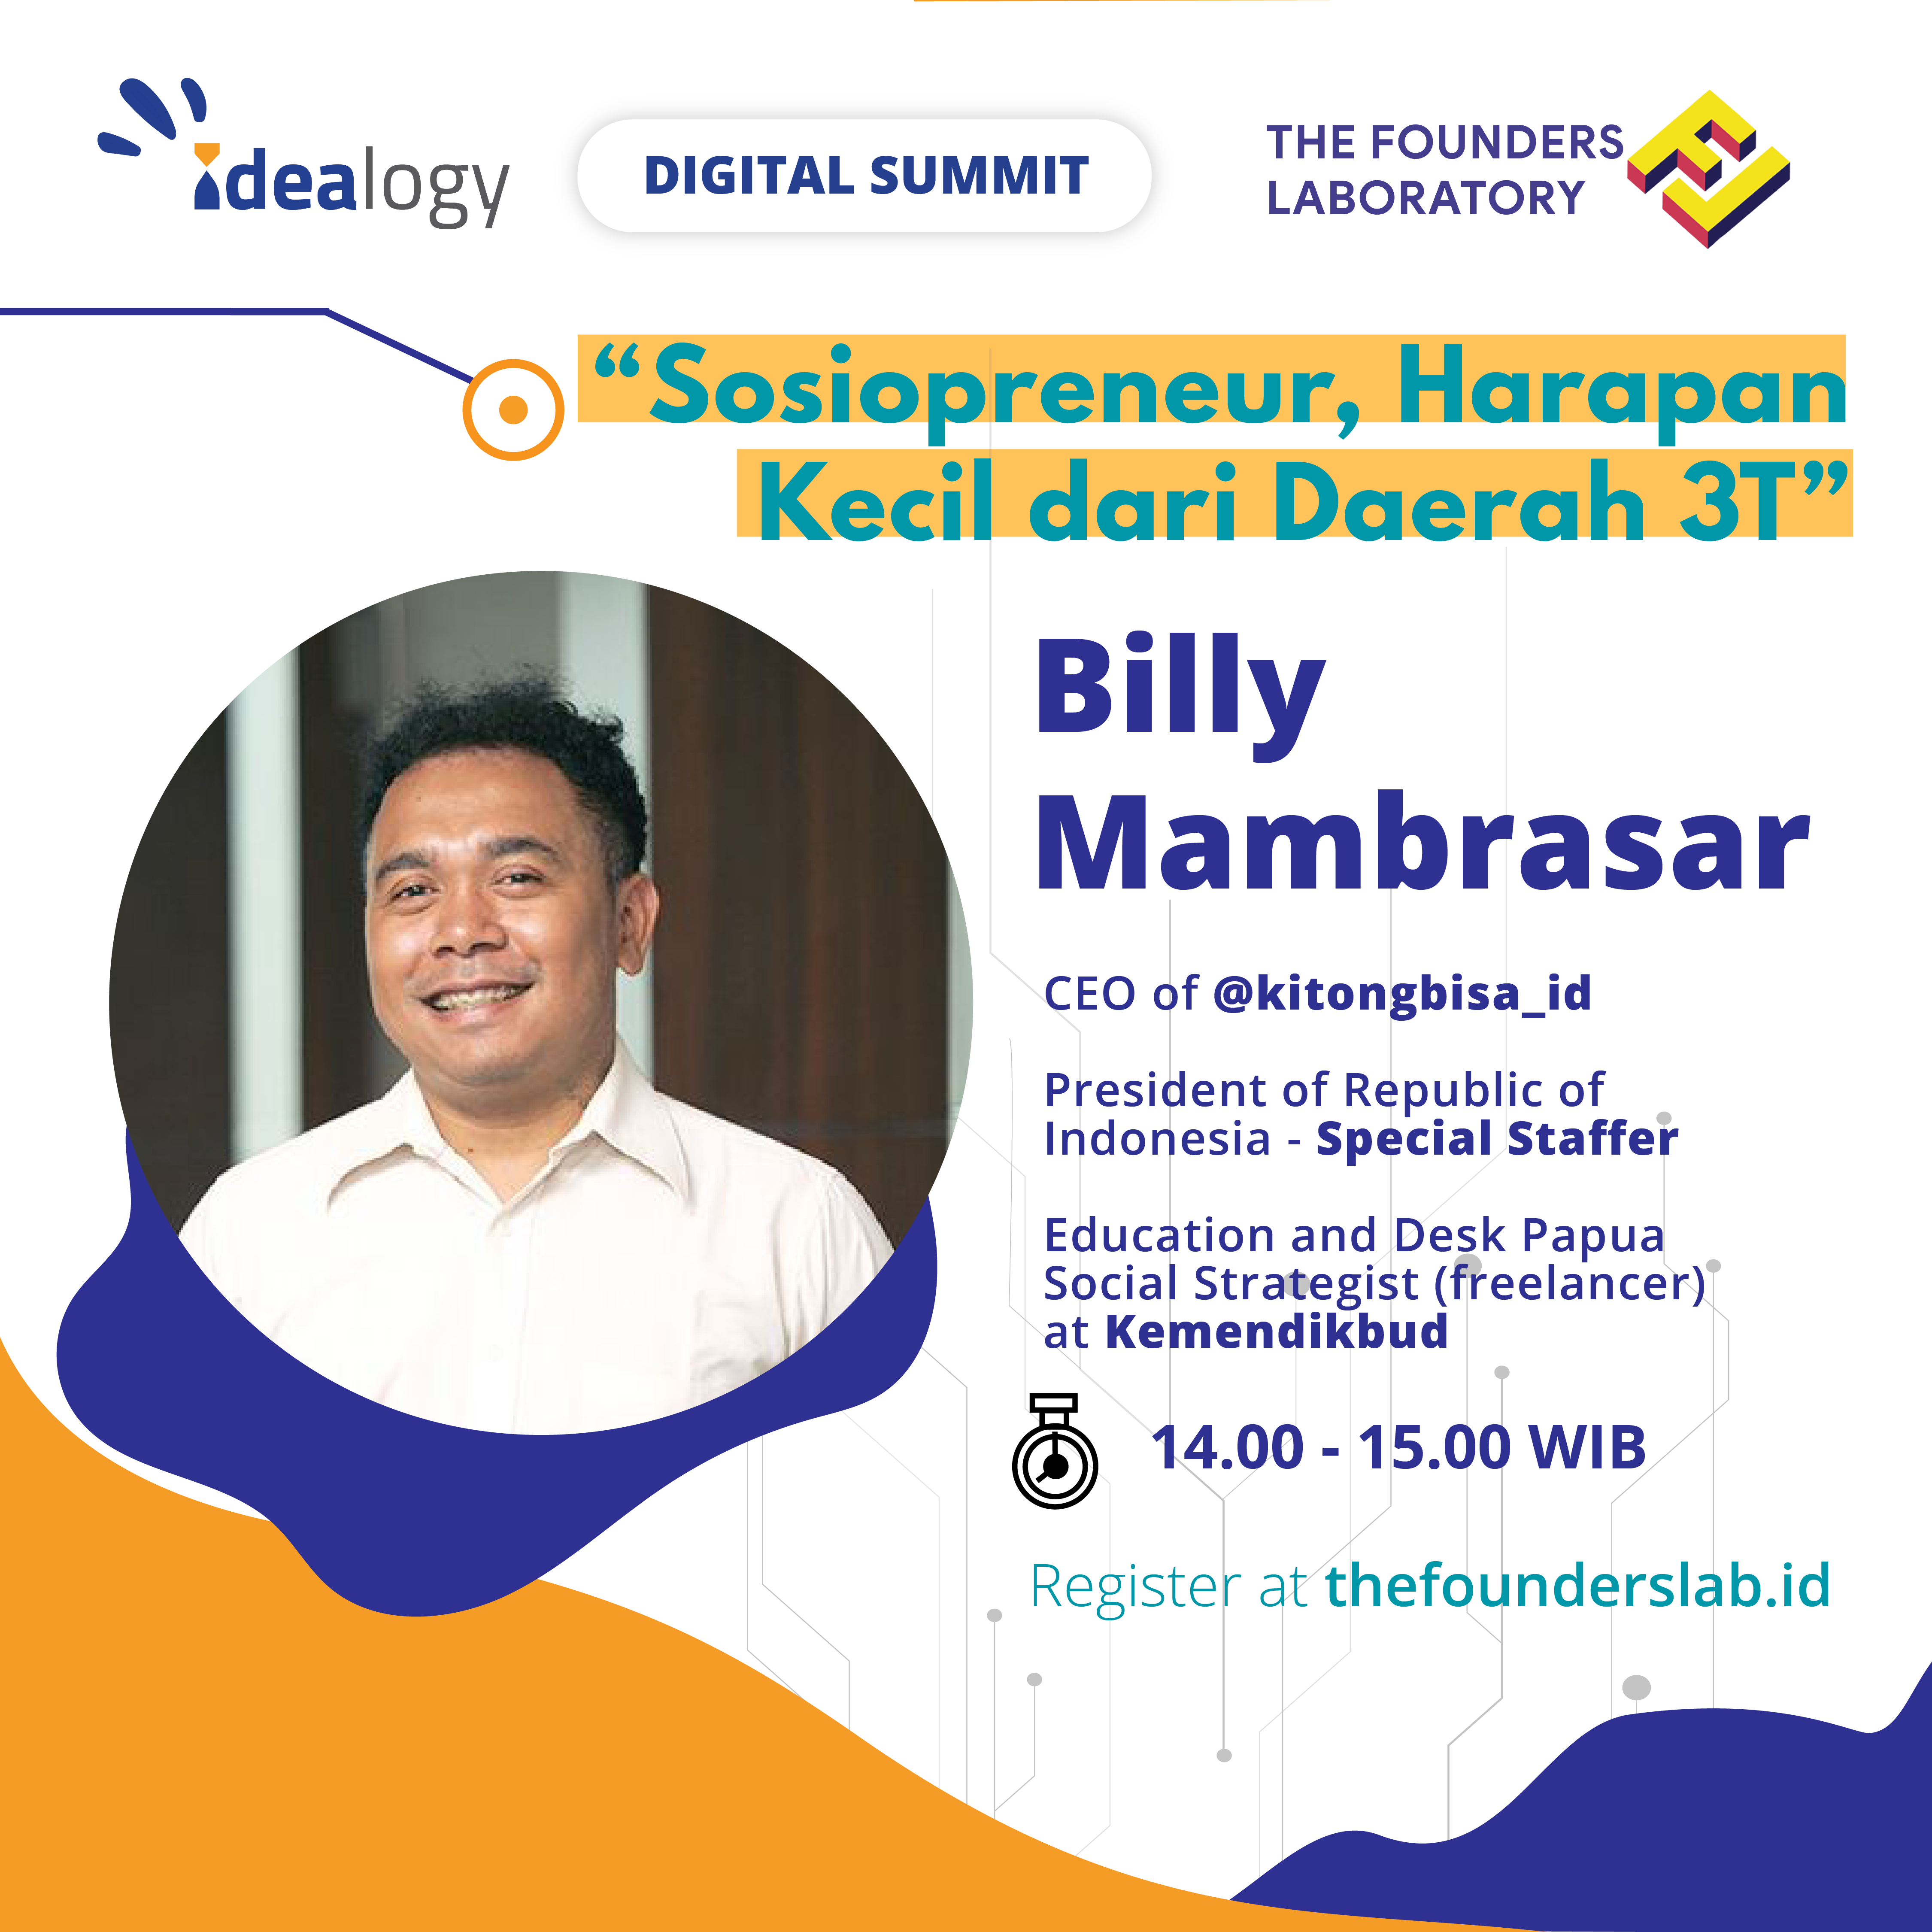 idealogy
DIGITAL SUMMIT
THE FOUNDERS
LABORATORY
“Sosiopreneur, Harapan
Kecil dari Daerah 3T”
Billy
Mambrasar
CEO of @kitongbisa_id
President of Republic of
Indonesia - Special Staffer
Education and Desk Papua
Social Strategist (freelancer)
at Kemendikbud
14.00 - 15.00 WIB
Register at thefounderslab.id